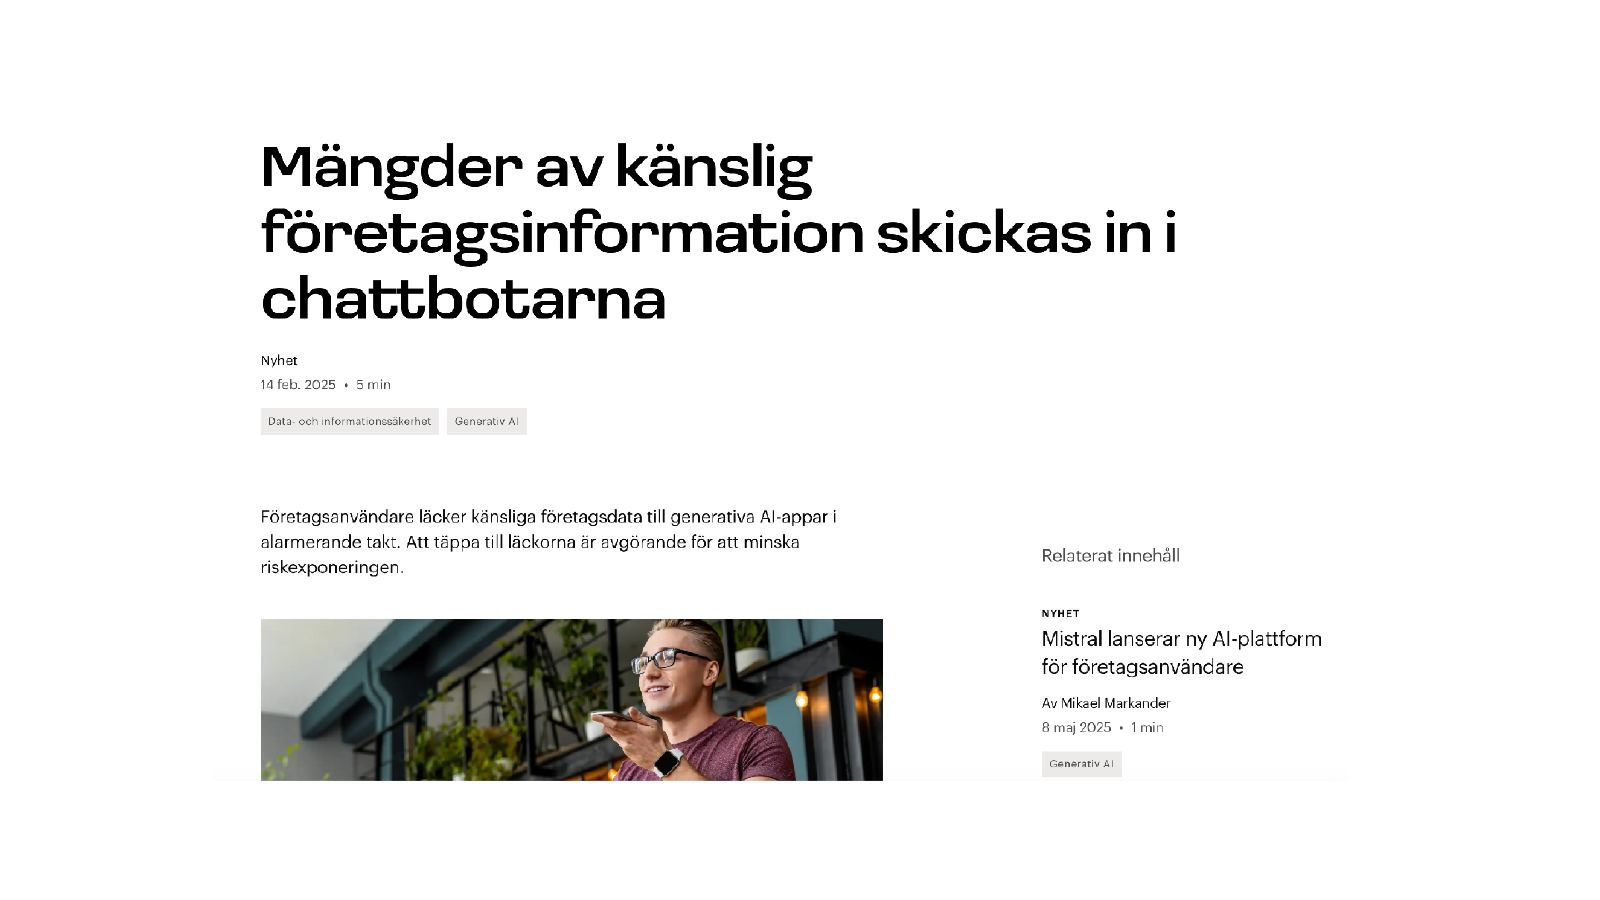 Mängder av känslig
företagsinformation skickas in i
chattbotarna
Nyhet
14 feb. 2025 • 5 min
Data- och informationssäkerhet
Generativ AI
Företagsanvändare läcker känsliga företagsdata till generativa AI-appar i
alarmerande takt. Att täppa till läckorna är avgörande för att minska
riskexponeringen.
Relaterat innehåll
NYHET
Mistral lanserar ny AI-plattform
för företagsanvändare
Av Mikael Markander
8 maj 2025 • 1 min
Generativ AI